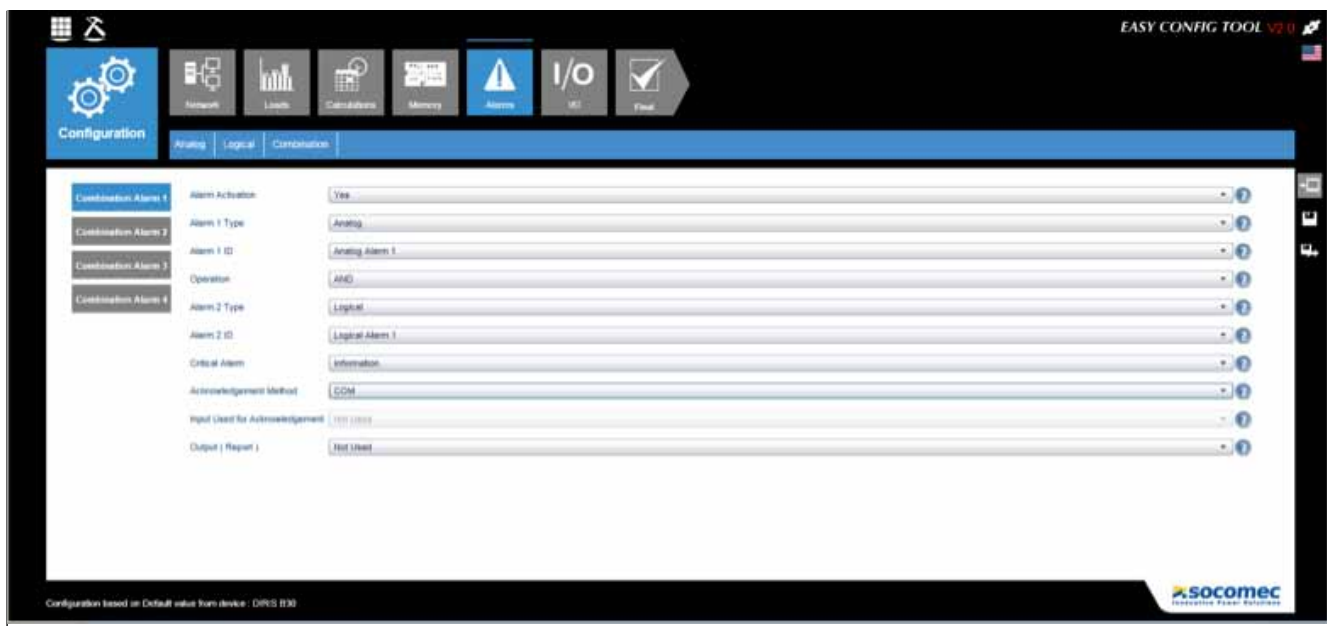 EASY CONFIG TOOL V2.0
Configuration
Network
Loads
Calculations
Memory
Alarms
I/O
I/O
Final
Analog
Logical
Combination
Combination Alarm 1
Combination Alarm 2
Combination Alarm 3
Combination Alarm 4
Alarm Activation Yes
Alarm 1 Type Analog
Alarm 1 ID Analog Alarm 1
Operation AND
Alarm 2 Type Logical
Alarm 2 ID Logical Alarm 1
Critical Alarm Information
Acknowledgement Method COM
Input Used for Acknowledgement Not Used
Output ( Report ) Not Used
Configuration based on Default value from device : DIRIS B30
socomec
Innovative Power Solutions